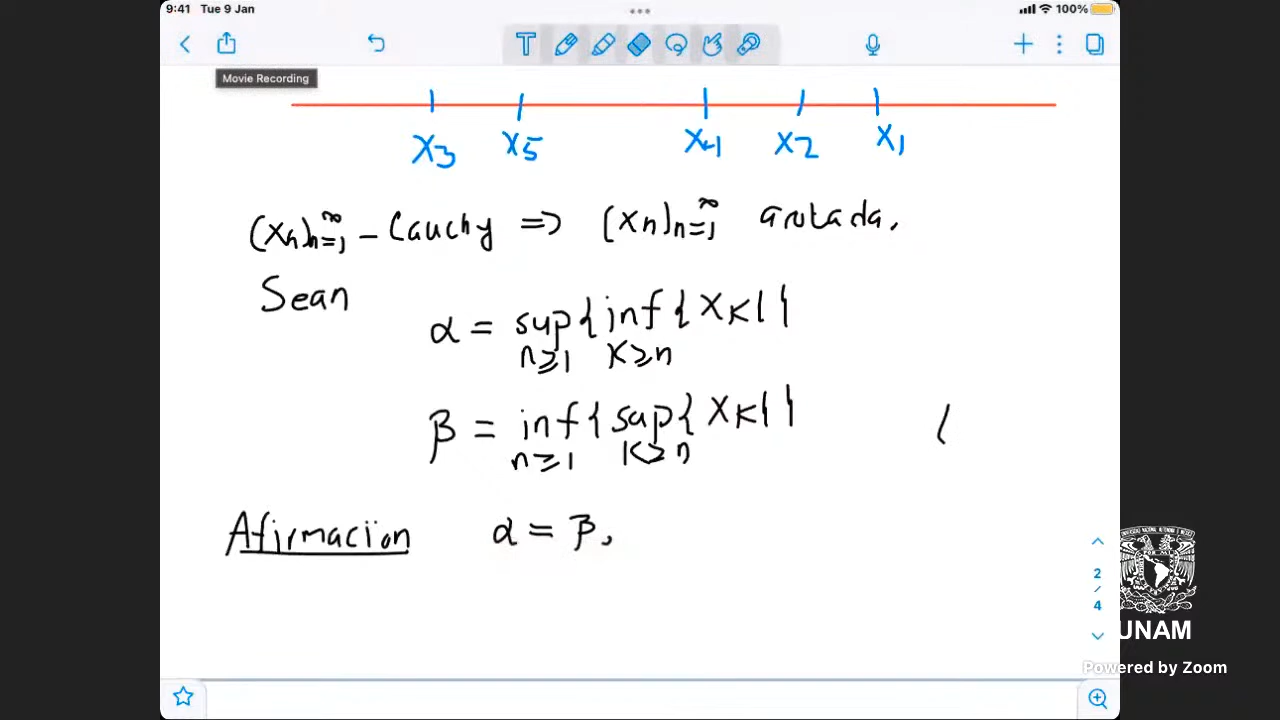 9:41 Tue 9 Jan 100%
Movie Recording
x3 x5 x4 x2 x1
(xn)n=1^∞ – Cauchy ⇒ (xn)n=1^∞ acotada.
Sean
α = sup{inf{xK}}
n≥1 K≥n
β = inf{sup{xK}}
n≥1 K≥n
(
Afirmacion α = β,
2
/
4
UNAM
Powered by Zoom